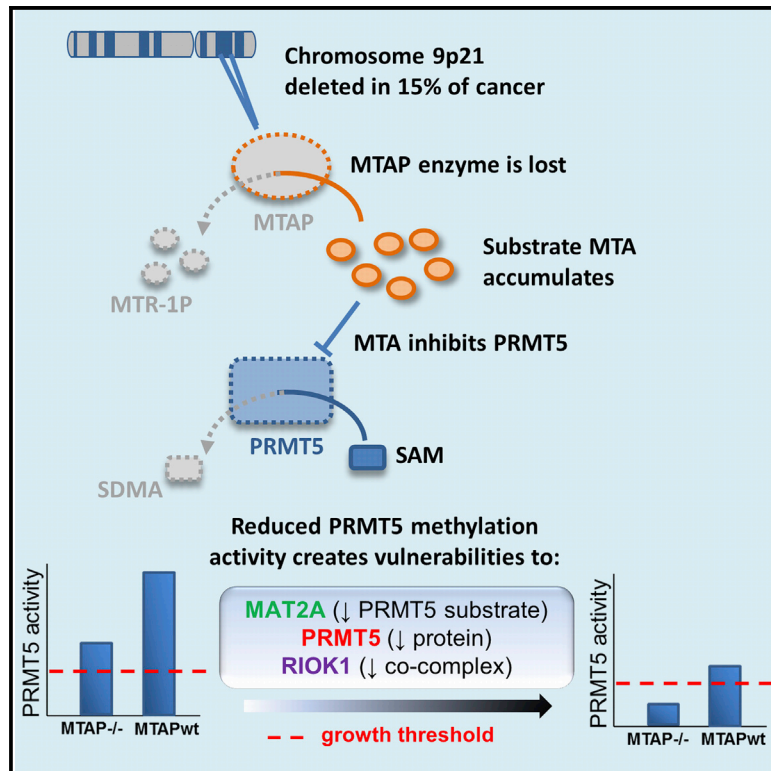 Chromosome 9p21
deleted in 15% of cancer
MTAP enzyme is lost
MTAP
Substrate MTA
accumulates
MTR-1P
MTA inhibits PRMT5
PRMT5
SAM
SDMA
Reduced PRMT5 methylation
activity creates vulnerabilities to:
MAT2A (↓ PRMT5 substrate)
PRMT5 (↓ protein)
RIOK1 (↓ co-complex)
growth threshold
PRMT5 activity
MTAP-/- MTAPwt
PRMT5 activity
MTAP-/- MTAPwt